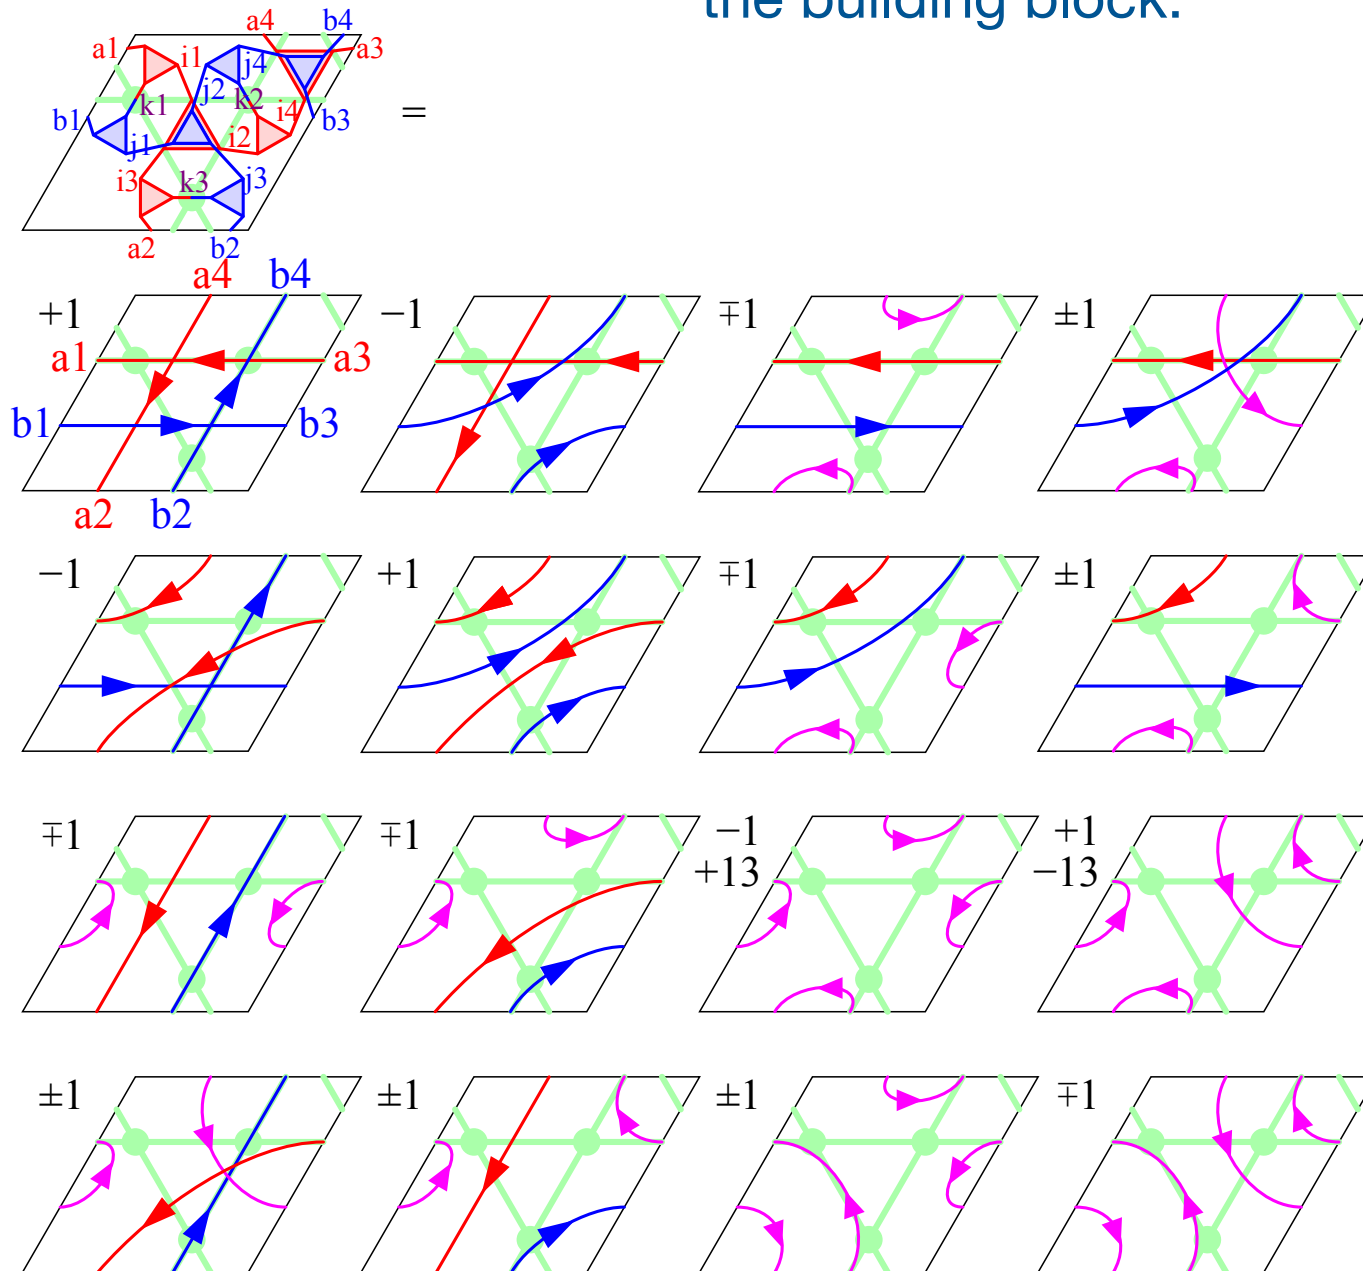 the building block.
a4 b4
a1 i1 j4 a3
j2
k1 k2 i4
b1 b3
j1 i2
i3 k3 j3
a2 b2
=
a4 b4
+1 −1 ∓1 ±1
a1 a3
b1 b3
a2 b2
−1 +1 ∓1 ±1
∓1 ∓1 −1 +1
+13 −13
±1 ±1 ±1 ∓1